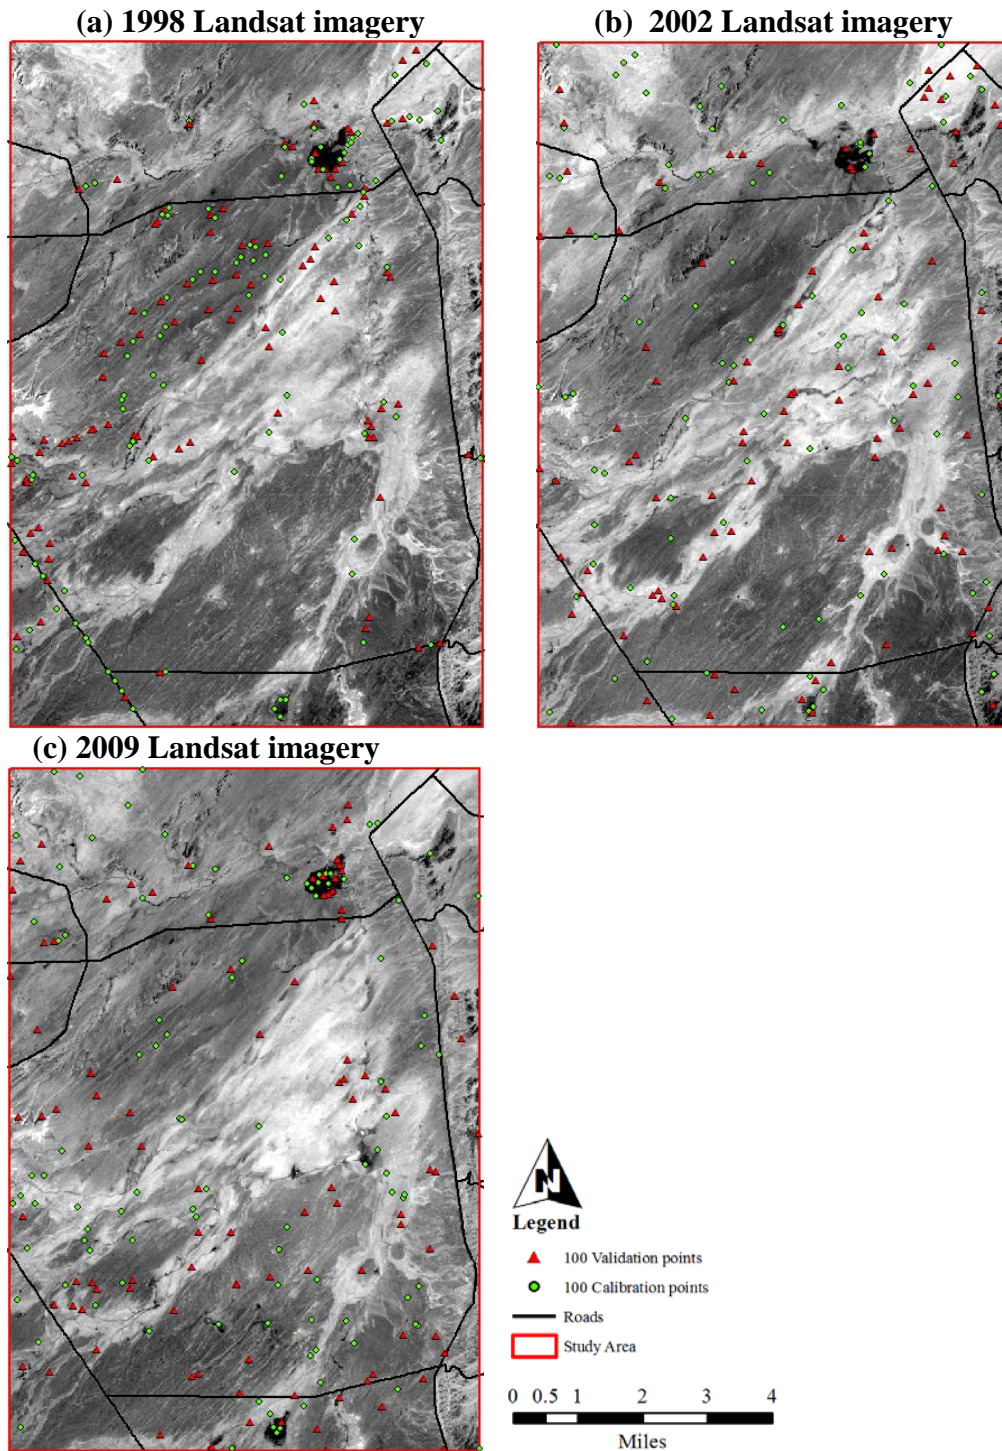 (a) 1998 Landsat imagery
(b) 2002 Landsat imagery
(c) 2009 Landsat imagery
N
Legend
100 Validation points
100 Calibration points
Roads
Study Area
0 0.5 1 2 3 4
Miles